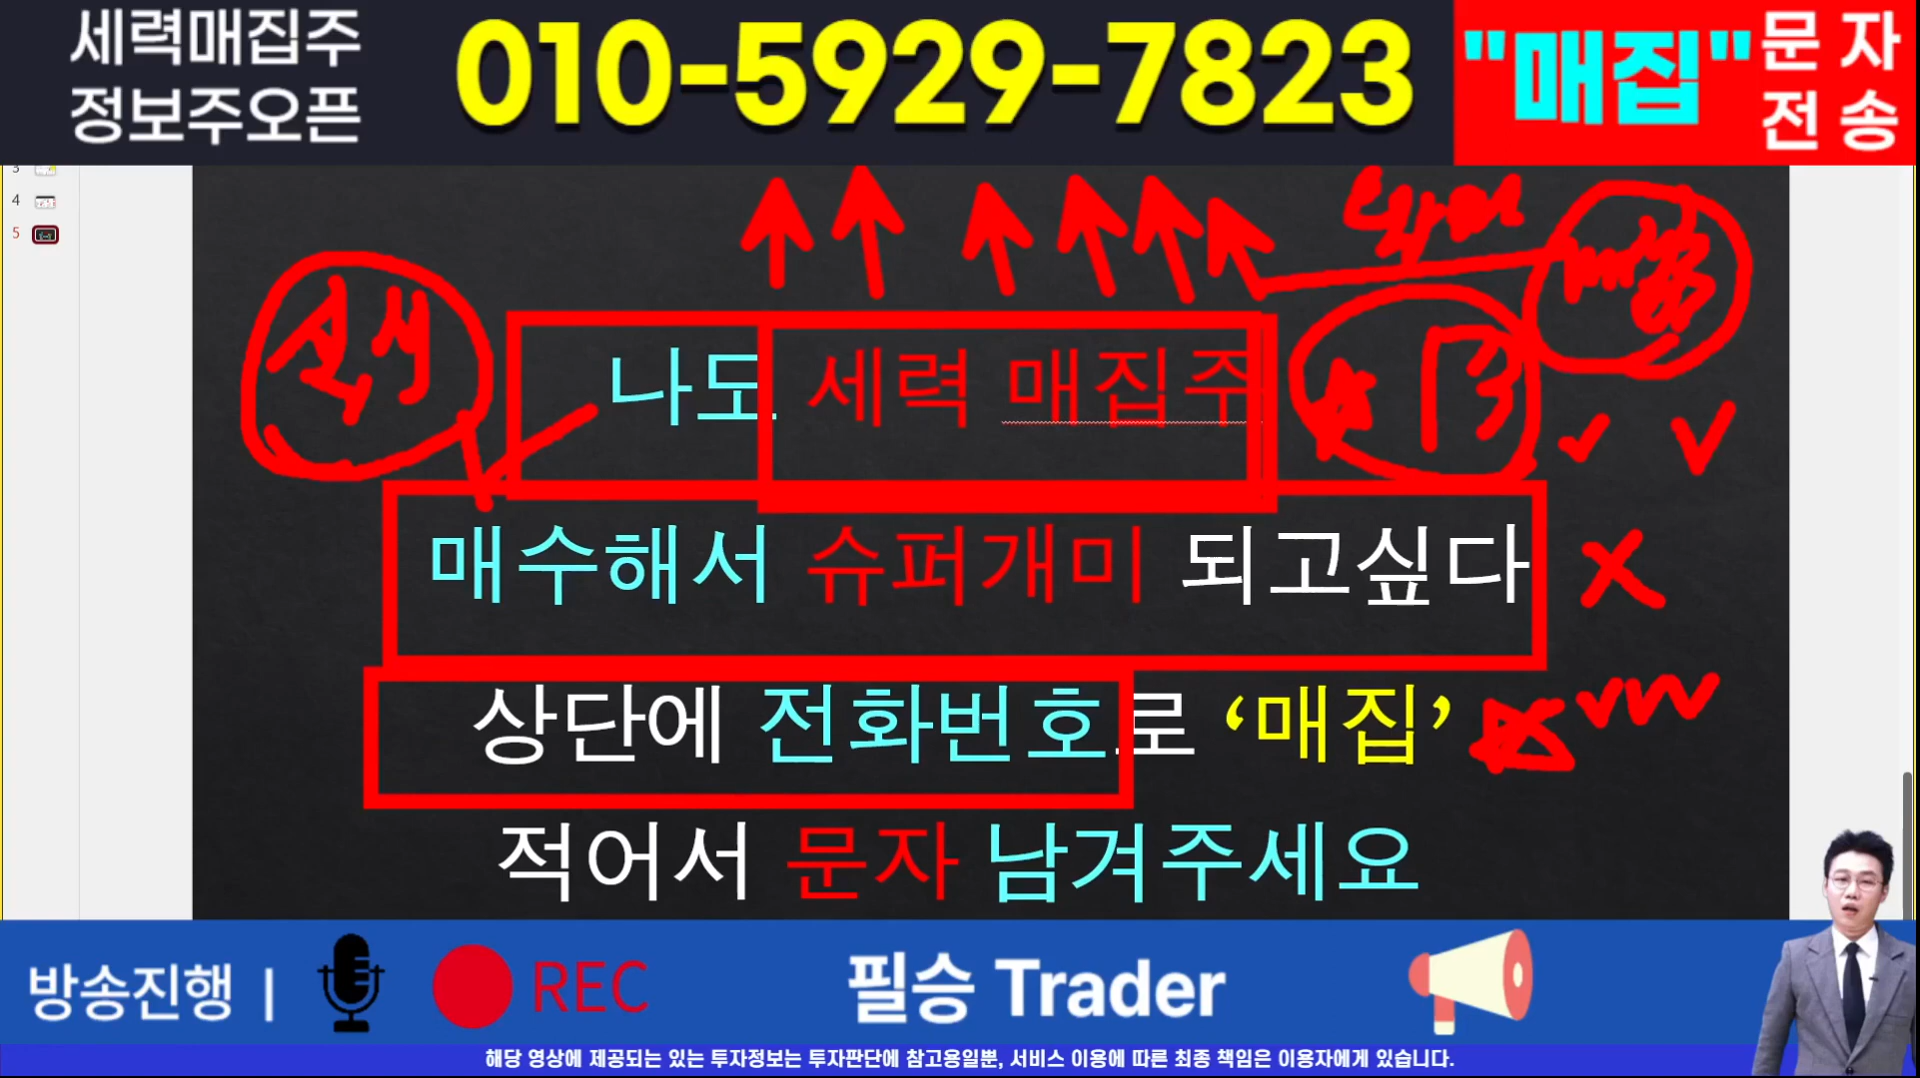 세력매집주
정보주오픈
010-5929-7823
"매집"
문자
전송
4
5
나도 세력 매집주
매수해서 슈퍼개미 되고싶다
상단에 전화번호로 ‘매집’
적어서 문자 남겨주세요
방송진행 |
REC
필승 Trader
해당 영상에 제공되는 있는 투자정보는 투자판단에 참고용일뿐, 서비스 이용에 따른 최종 책임은 이용자에게 있습니다.